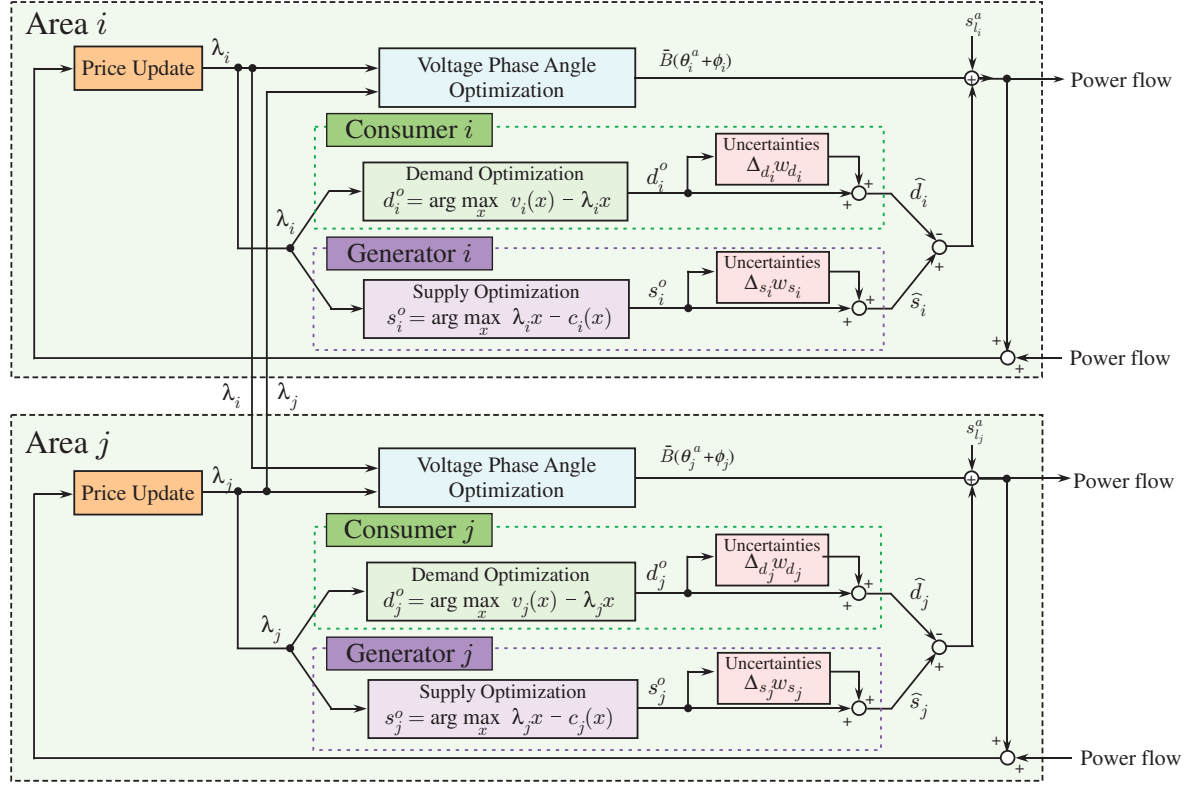 Area i
s_{l_i}^a
λ_i
Price Update
Voltage Phase Angle
Optimization
B̄(θ_i^a+ϕ_i)
+
Power flow
Consumer i
Demand Optimization
d_i^o = arg max_x v_i(x) − λ_i x
d_i^o
Uncertainties
Δ_{d_i} w_{d_i}
+
+
d̂_i
λ_i
Generator i
Supply Optimization
s_i^o = arg max_x λ_i x − c_i(x)
s_i^o
Uncertainties
Δ_{s_i} w_{s_i}
+
+
-
+
ŝ_i
+
+
Power flow
λ_i
λ_j
Area j
s_{l_j}^a
λ_j
Price Update
Voltage Phase Angle
Optimization
B̄(θ_j^a+ϕ_j)
+
Power flow
Consumer j
Demand Optimization
d_j^o = arg max_x v_j(x) − λ_j x
d_j^o
Uncertainties
Δ_{d_j} w_{d_j}
+
+
d̂_j
λ_j
Generator j
Supply Optimization
s_j^o = arg max_x λ_j x − c_j(x)
s_j^o
Uncertainties
Δ_{s_j} w_{s_j}
+
+
-
+
ŝ_j
+
+
Power flow